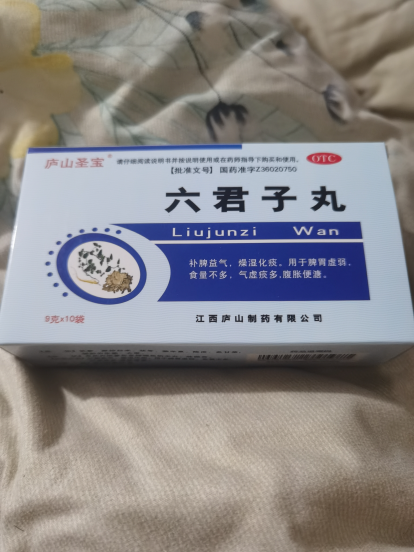 庐山圣宝®
请仔细阅读说明书并按说明使用或在药师指导下购买和使用。
OTC
【批准文号】 国药准字Z36020750
六君子丸
Liujunzi Wan
补脾益气，燥湿化痰。用于脾胃虚弱，
食量不多，气虚痰多，腹胀便溏。
9克x10袋
江西庐山制药有限公司